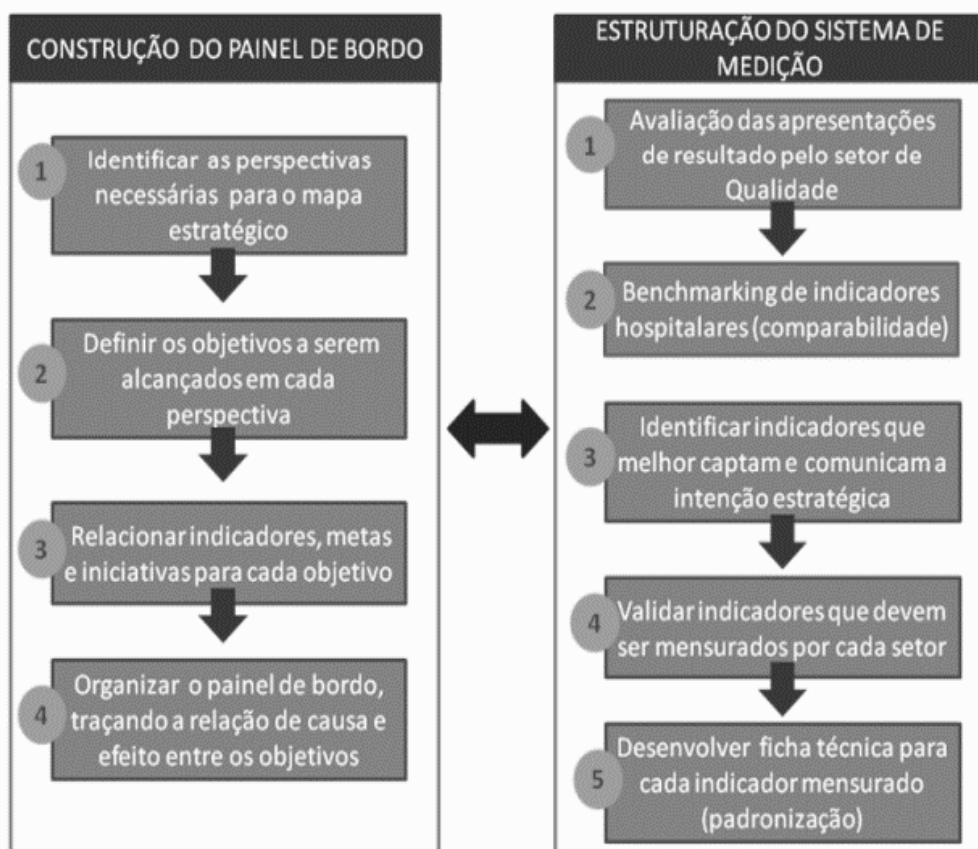 CONSTRUÇÃO DO PAINEL DE BORDO
1
Identificar as perspectivas
necessárias para o mapa
estratégico
2
Definir os objetivos a serem
alcançados em cada
perspectiva
3
Relacionar indicadores, metas
e iniciativas para cada objetivo
4
Organizar o painel de bordo,
traçando a relação de causa e
efeito entre os objetivos
ESTRUTURAÇÃO DO SISTEMA DE
MEDIÇÃO
1
Avaliação das apresentações
de resultado pelo setor de
Qualidade
2
Benchmarking de indicadores
hospitalares (comparabilidade)
3
Identificar indicadores que
melhor captam e comunicam a
intenção estratégica
4
Validar indicadores que devem
ser mensurados por cada setor
5
Desenvolver ficha técnica para
cada indicador mensurado
(padronização)